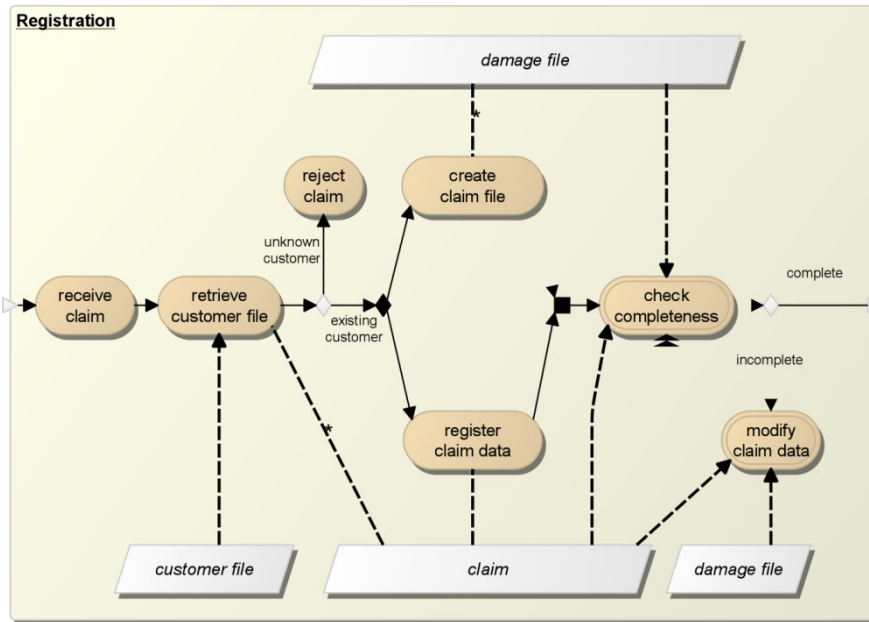 Registration
damage file
*
reject
claim
create
claim file
unknown
customer
receive
claim
retrieve
customer file
existing
customer
check
completeness
complete
incomplete
*
register
claim data
modify
claim data
customer file
claim
damage file